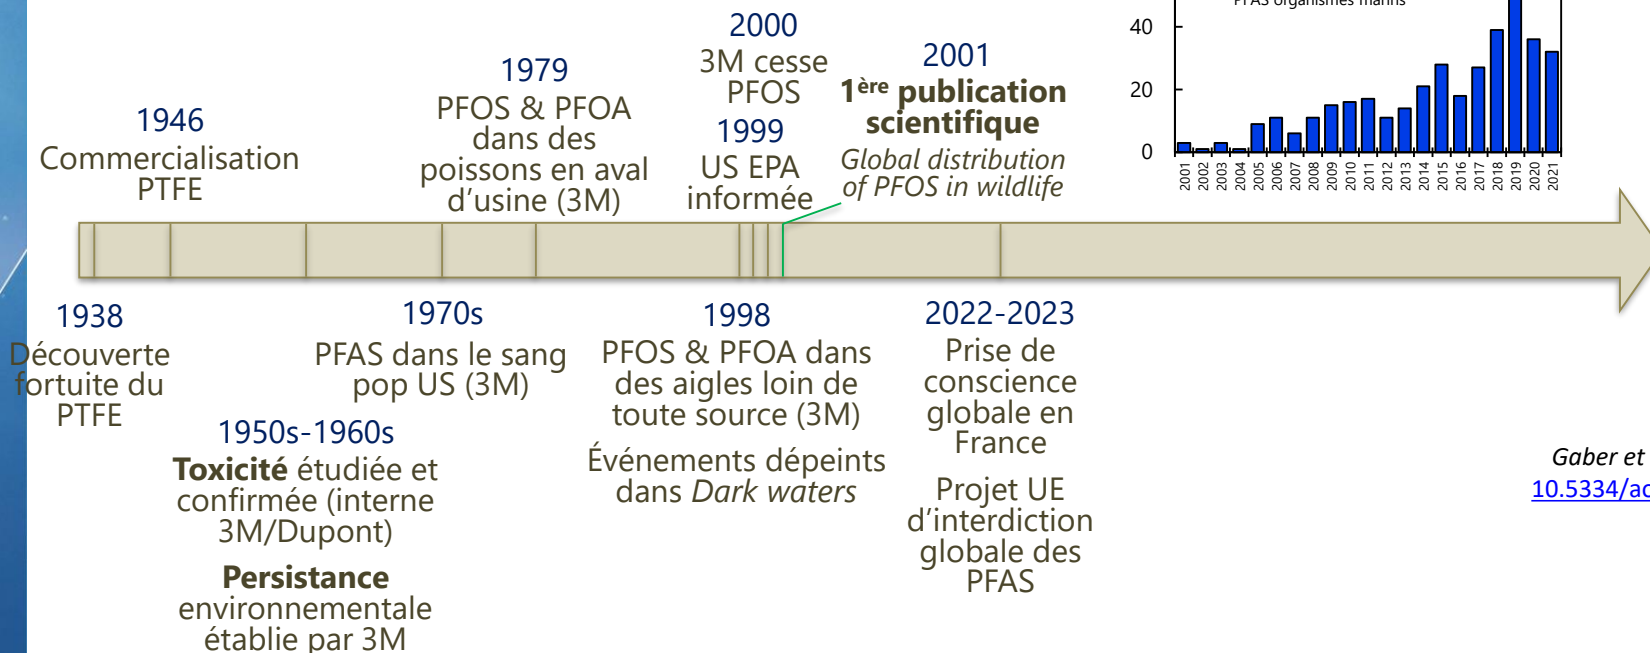 PFAS organismes marins
40
20
0
2001
2002
2003
2004
2005
2006
2007
2008
2009
2010
2011
2012
2013
2014
2015
2016
2017
2018
2019
2020
2021
1946
Commercialisation
PTFE
1979
PFOS & PFOA
dans des
poissons en aval
d’usine (3M)
2000
3M cesse
PFOS
1999
US EPA
informée
2001
1ère publication
scientifique
Global distribution
of PFOS in wildlife
1938
Découverte
fortuite du
PTFE
1950s-1960s
Toxicité étudiée et
confirmée (interne
3M/Dupont)
Persistance
environnementale
établie par 3M
1970s
PFAS dans le sang
pop US (3M)
1998
PFOS & PFOA dans
des aigles loin de
toute source (3M)
Événements dépeints
dans Dark waters
2022-2023
Prise de
conscience
globale en
France
Projet UE
d’interdiction
globale des
PFAS
Gaber et
10.5334/ao